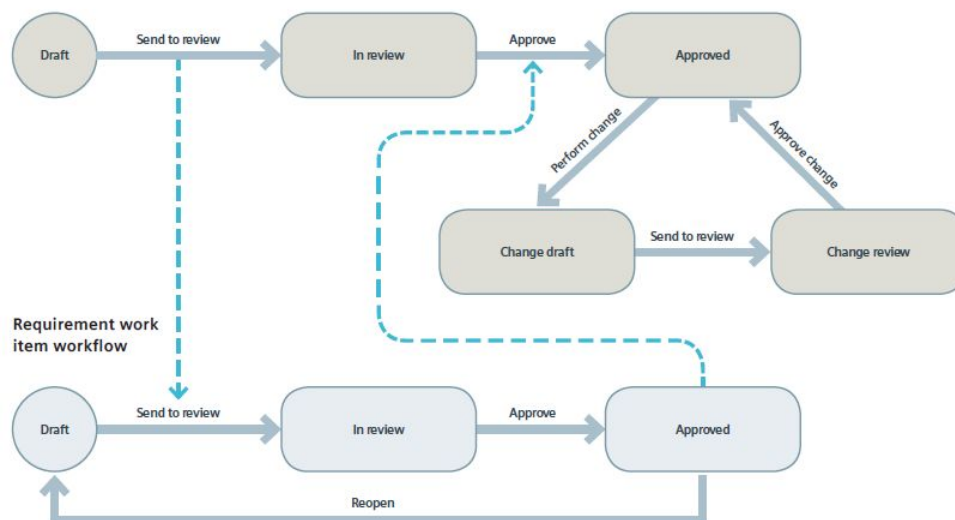 Draft
Send to review
In review
Approve
Approved
Perform change
Approve change
Change draft
Send to review
Change review
Requirement work
item workflow
Draft
Send to review
In review
Approve
Approved
Reopen